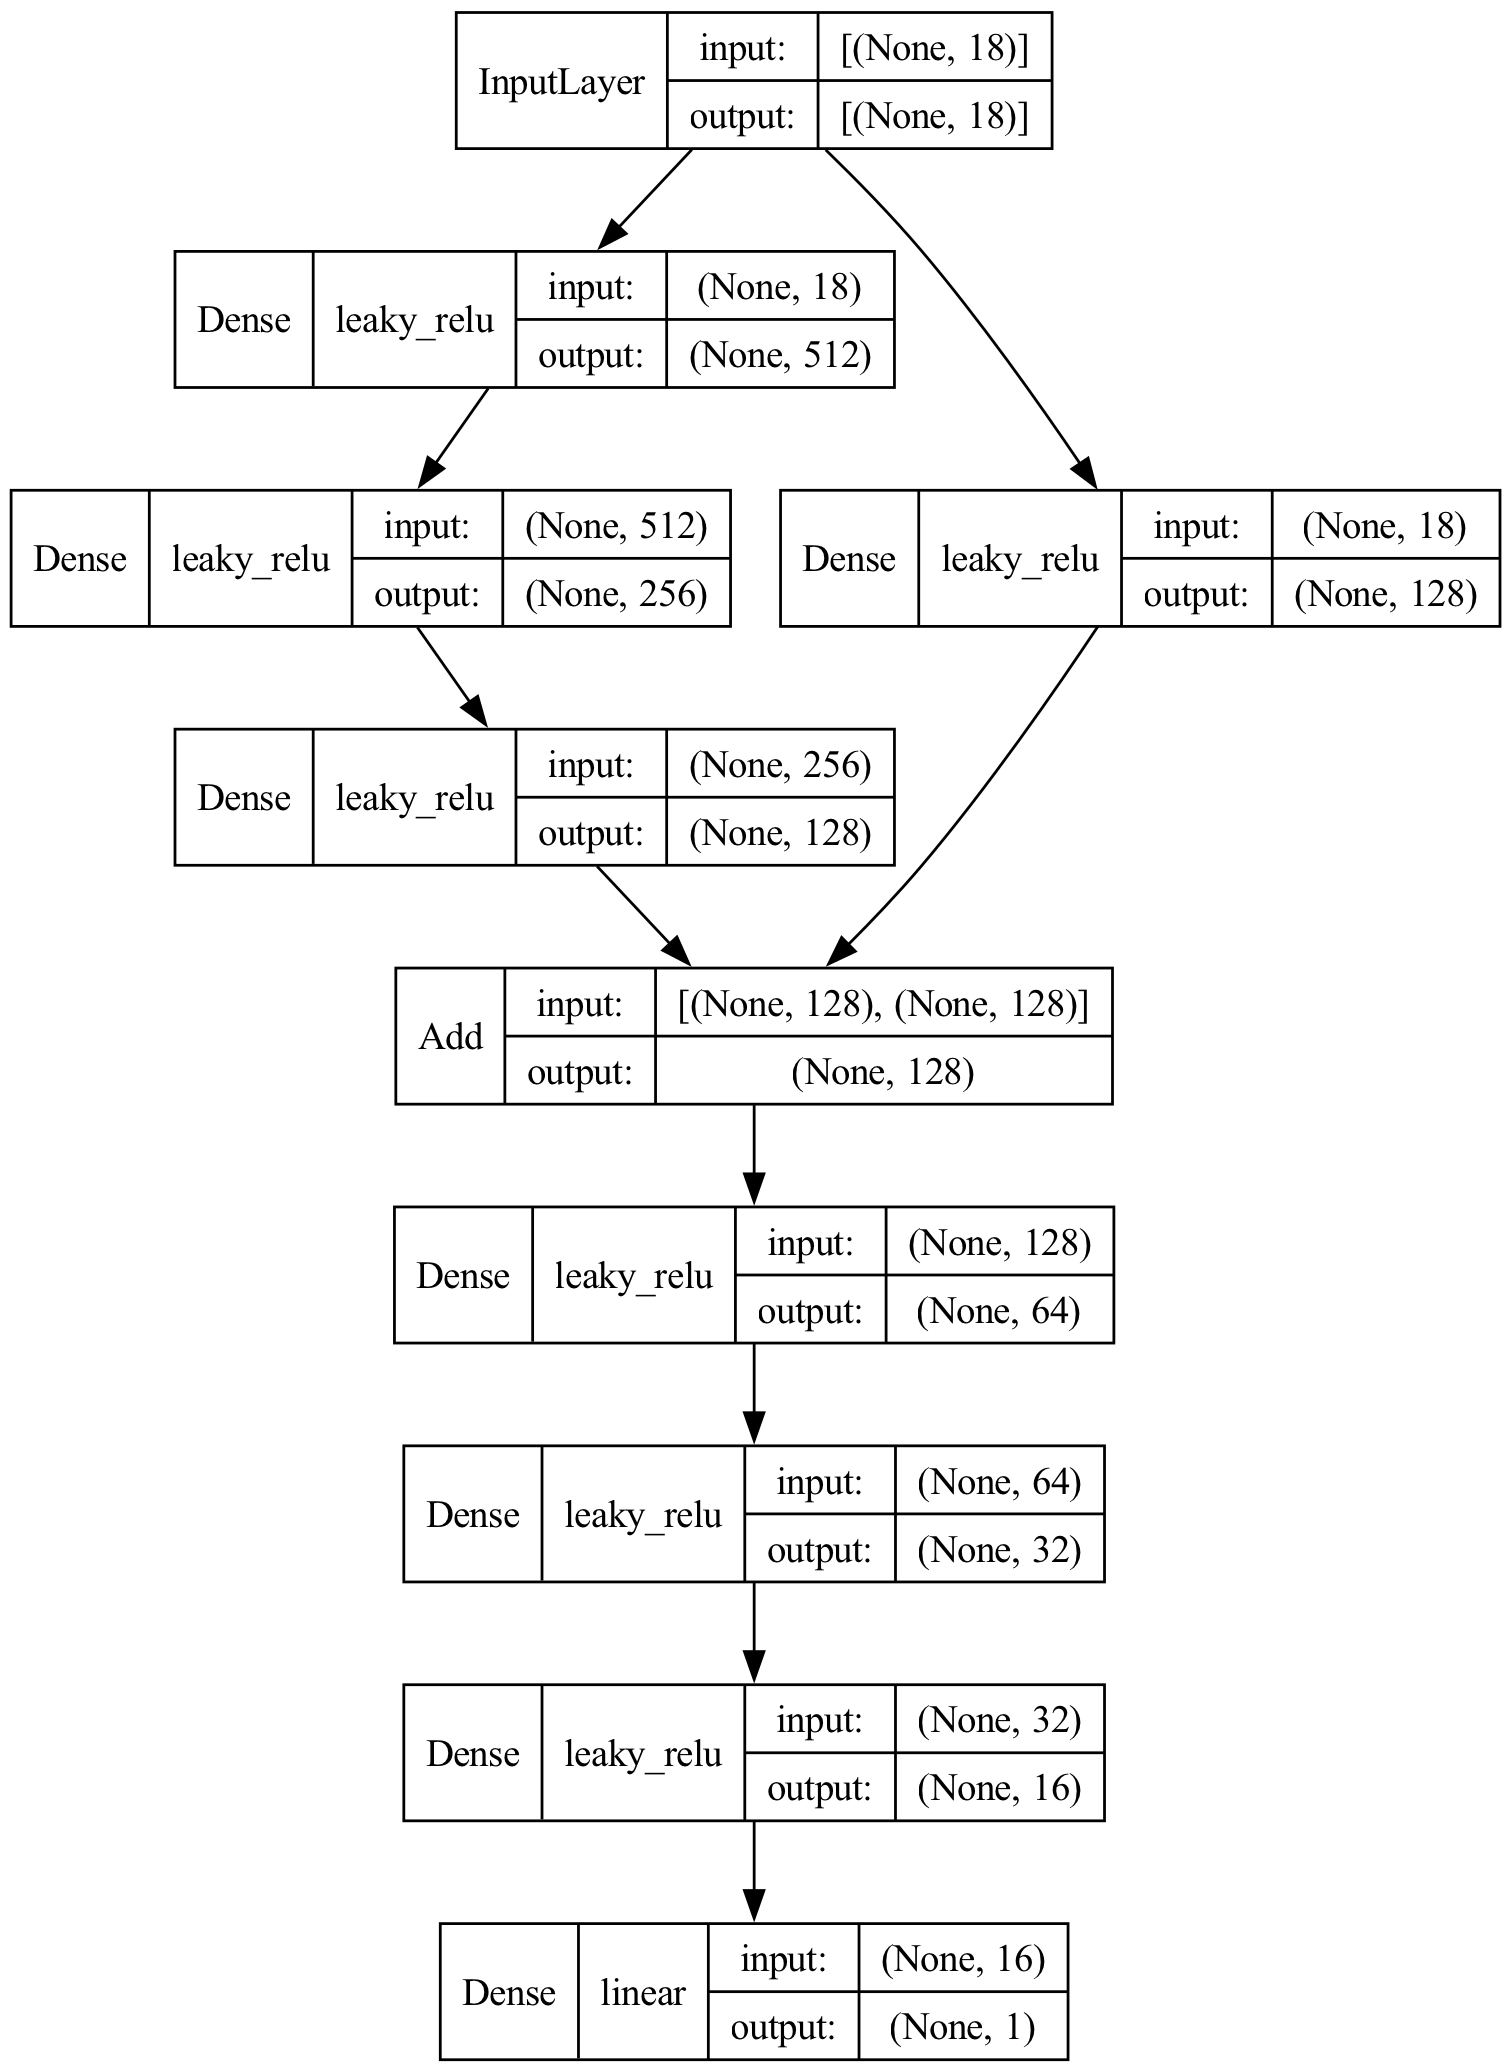 InputLayer
input: [(None, 18)]
output: [(None, 18)]
Dense leaky_relu
input: (None, 18)
output: (None, 512)
Dense leaky_relu
input: (None, 512)
output: (None, 256)
Dense leaky_relu
input: (None, 18)
output: (None, 128)
Dense leaky_relu
input: (None, 256)
output: (None, 128)
Add
input: [(None, 128), (None, 128)]
output: (None, 128)
Dense leaky_relu
input: (None, 128)
output: (None, 64)
Dense leaky_relu
input: (None, 64)
output: (None, 32)
Dense leaky_relu
input: (None, 32)
output: (None, 16)
Dense linear
input: (None, 16)
output: (None, 1)